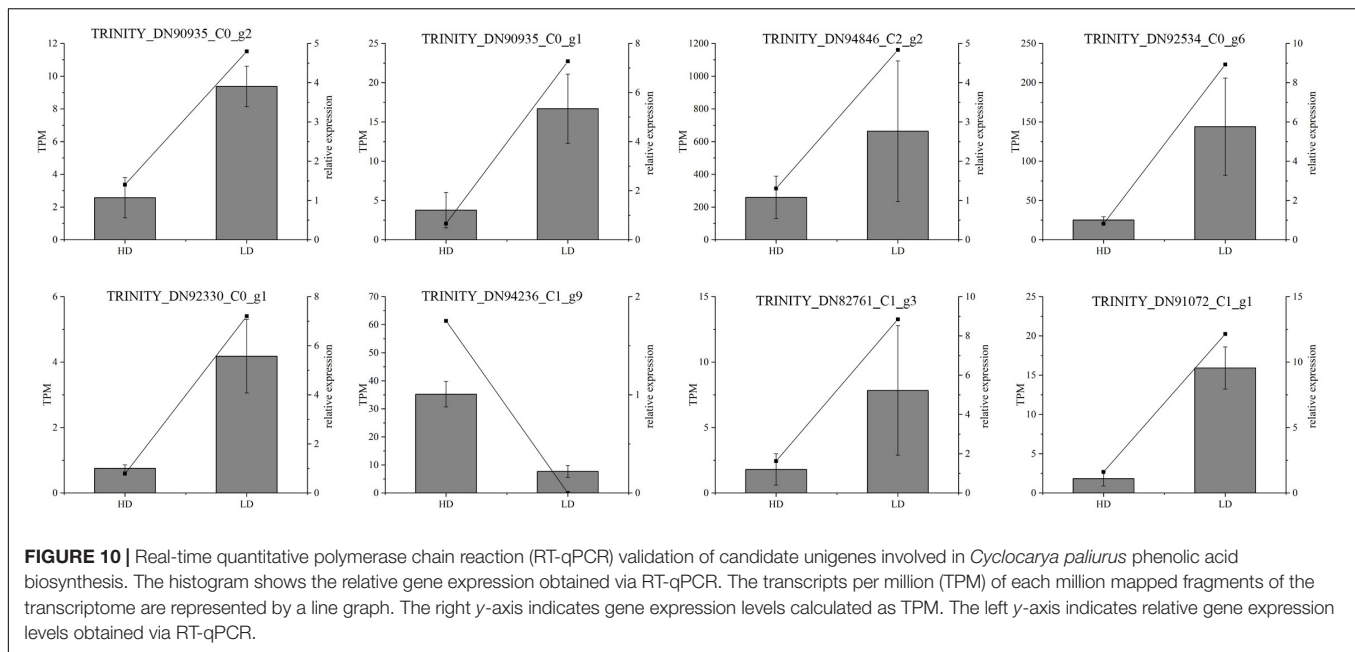 TRINITY_DN90935_C0_g2
TRINITY_DN90935_C0_g1
TRINITY_DN94846_C2_g2
TRINITY_DN92534_C0_g6
12
10
8
6
4
2
0
TPM
5
4
3
2
1
0
relative expression
HD
LD
25
20
15
10
5
0
TPM
8
6
4
2
0
relative expression
HD
LD
1200
1000
800
600
400
200
0
TPM
5
4
3
2
1
0
relative expression
HD
LD
250
200
150
100
50
0
TPM
10
8
6
4
2
0
relative expression
HD
LD
TRINITY_DN92330_C0_g1
TRINITY_DN94236_C1_g9
TRINITY_DN82761_C1_g3
TRINITY_DN91072_C1_g1
6
4
2
0
TPM
8
6
4
2
0
relative expression
HD
LD
70
60
50
40
30
20
10
0
TPM
2
1
0
relative expression
HD
LD
15
10
5
0
TPM
10
8
6
4
2
0
relative expression
HD
LD
25
20
15
10
5
0
TPM
15
10
5
0
relative expression
HD
LD
FIGURE 10 | Real-time quantitative polymerase chain reaction (RT-qPCR) validation of candidate unigenes involved in Cyclocarya paliurus phenolic acid
biosynthesis. The histogram shows the relative gene expression obtained via RT-qPCR. The transcripts per million (TPM) of each million mapped fragments of the
transcriptome are represented by a line graph. The right y-axis indicates gene expression levels calculated as TPM. The left y-axis indicates relative gene expression
levels obtained via RT-qPCR.